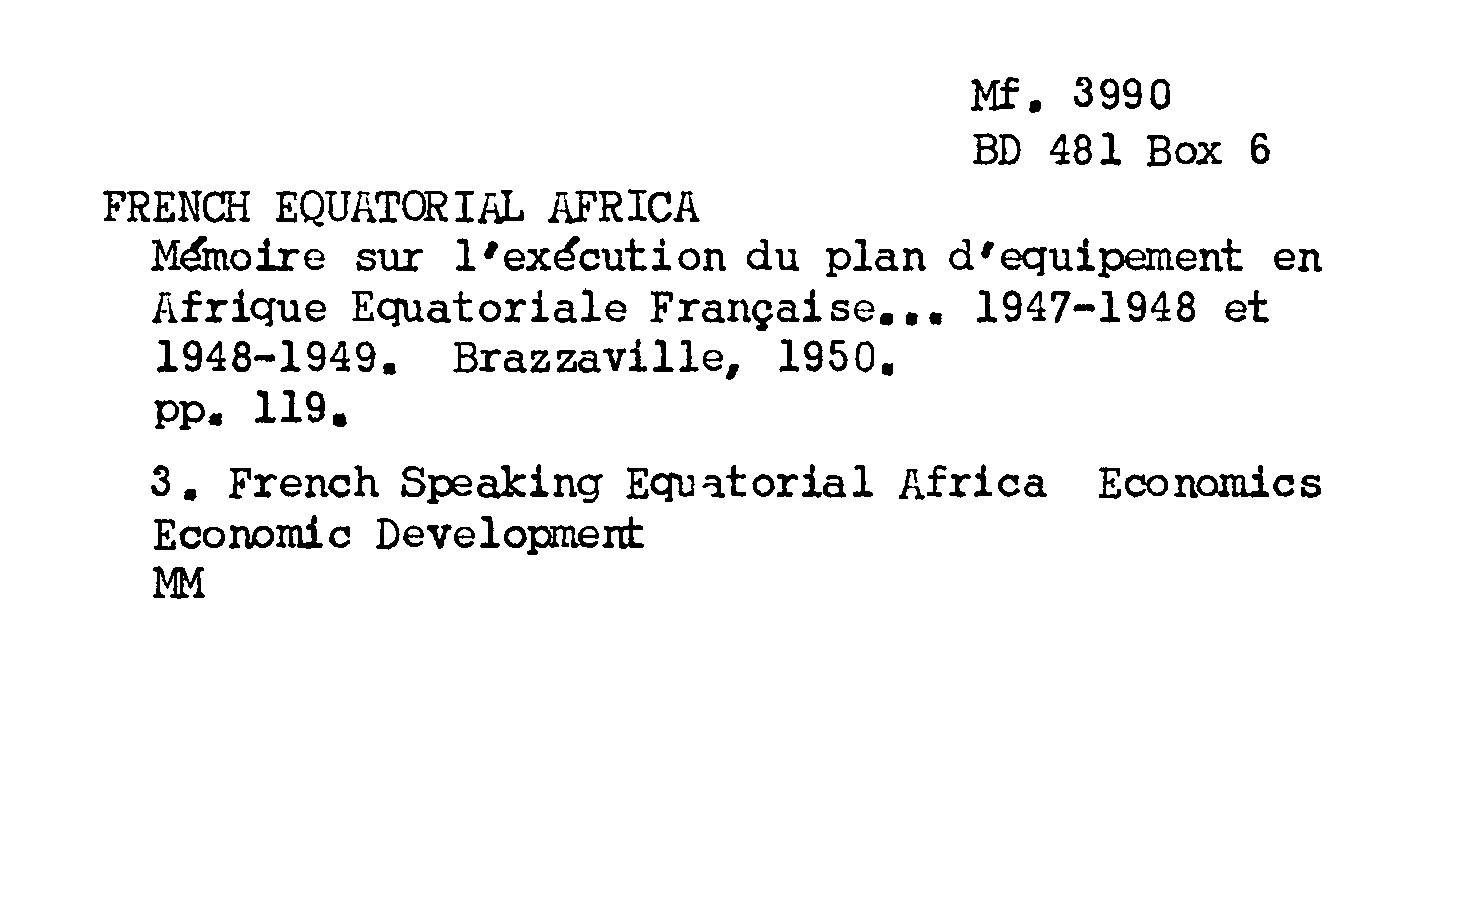 Mf. 3990
BD 481 Box 6
FRENCH EQUATORIAL AFRICA
Mémoire sur l'exécution du plan d'equipement en
Afrique Equatoriale Française... 1947-1948 et
1948-1949. Brazzaville, 1950.
pp. 119.
3. French Speaking Equatorial Africa Economics
Economic Development
MM